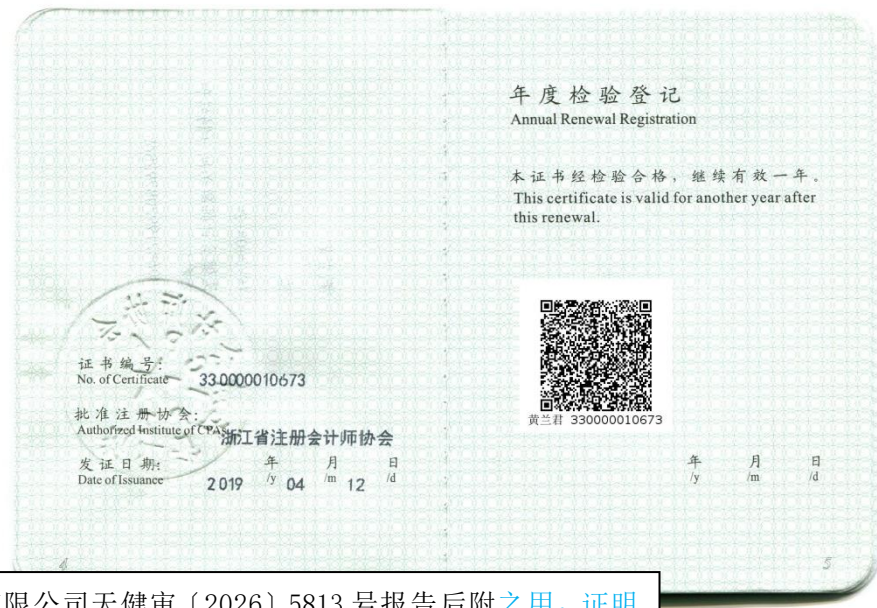 证书编号:
No. of Certificate 330000010673
批准注册协会:
Authorized Institute of CPAs 浙江省注册会计师协会
发证日期:
Date of Issuance 2019 年/y 04 月/m 12 日/d
4
年度检验登记
Annual Renewal Registration
本证书经检验合格，继续有效一年。
This certificate is valid for another year after
this renewal.
黄兰君 330000010673
年 月 日
/y /m /d
5
限公司天健审〔2026〕5813 号报告后附之用，证明